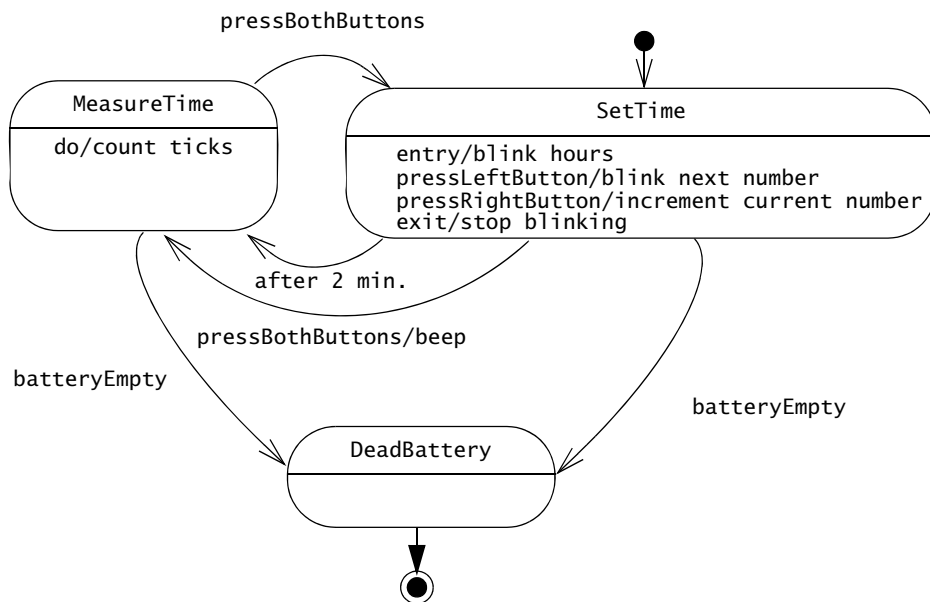 pressBothButtons
MeasureTime
do/count ticks
SetTime
entry/blink hours
pressLeftButton/blink next number
pressRightButton/increment current number
exit/stop blinking
after 2 min.
pressBothButtons/beep
batteryEmpty
batteryEmpty
DeadBattery